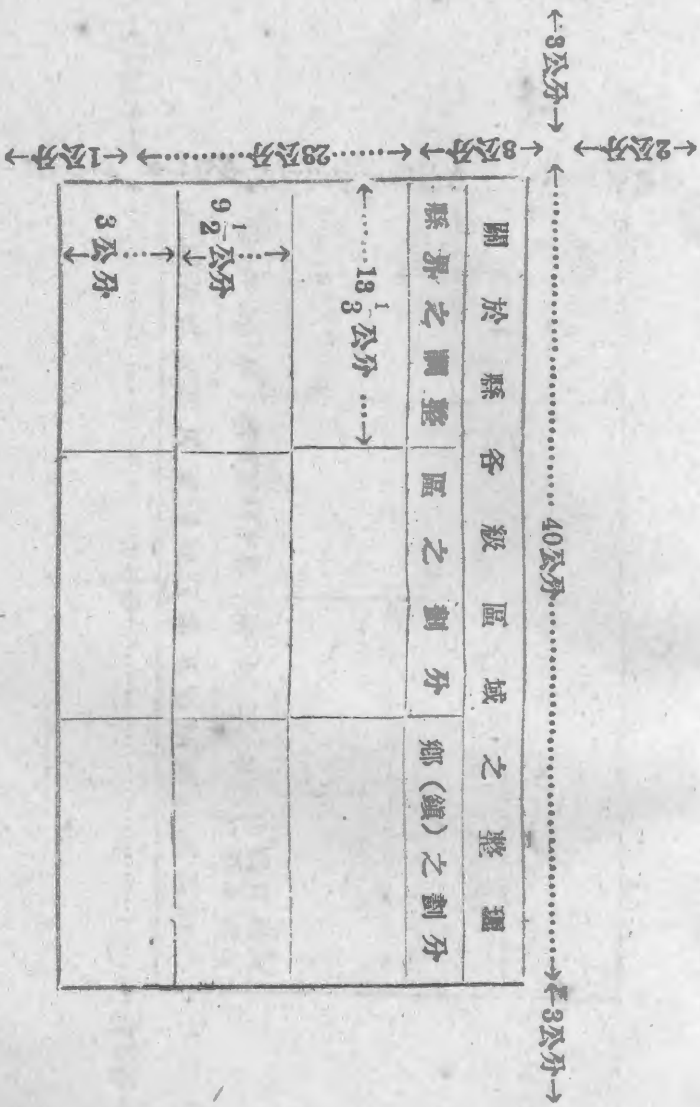 ←2公分→
←3公分→
←………40公分………→
←3公分→
←3公分→
關於縣各級區域之整理
縣界之調整
區之劃分
鄉(鎮)之劃分
←……28公分……→
←…13 1/3公分…→
9 1/2公分
3公分
←1公分→